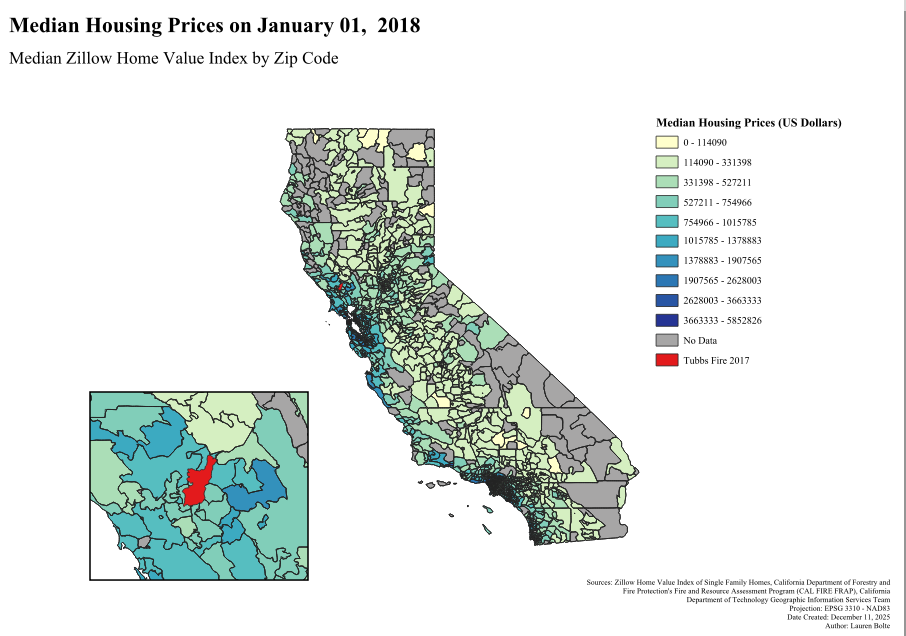 Median Housing Prices on January 01,  2018
Median Zillow Home Value Index by Zip Code
Median Housing Prices (US Dollars)
0 - 114090
114090 - 331398
331398 - 527211
527211 - 754966
754966 - 1015785
1015785 - 1378883
1378883 - 1907565
1907565 - 2628003
2628003 - 3663333
3663333 - 5852826
No Data
Tubbs Fire 2017
Sources: Zillow Home Value Index of Single Family Homes, California Department of Forestry and
Fire Protection's Fire and Resource Assessment Program (CAL FIRE FRAP), California
Department of Technology Geographic Information Services Team
Projection: EPSG 3310 - NAD83
Date Created: December 11, 2025
Author: Lauren Bolte